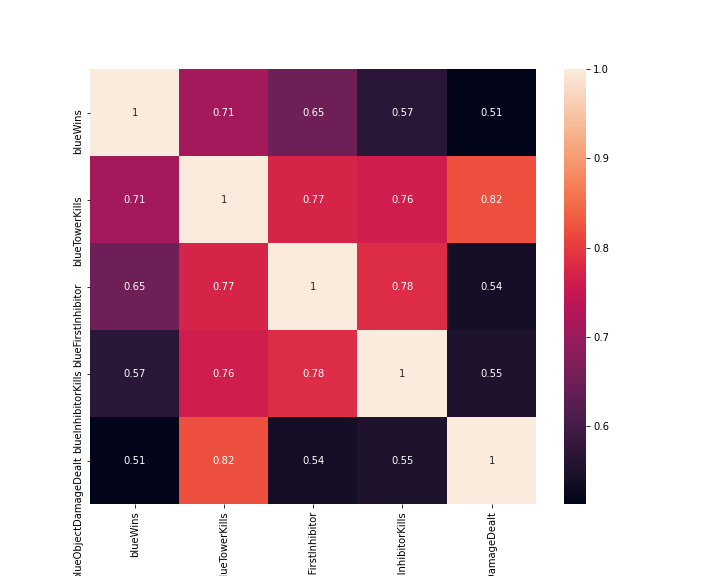 blueWins
blueTowerKills
blueFirstInhibitor
blueInhibitorKills
blueObjectDamageDealt
1 0.71 0.65 0.57 0.51
0.71 1 0.77 0.76 0.82
0.65 0.77 1 0.78 0.54
0.57 0.76 0.78 1 0.55
0.51 0.82 0.54 0.55 1
blueWins
lueTowerKills
FirstInhibitor
InhibitorKills
DamageDealt
1.0
0.9
0.8
0.7
0.6